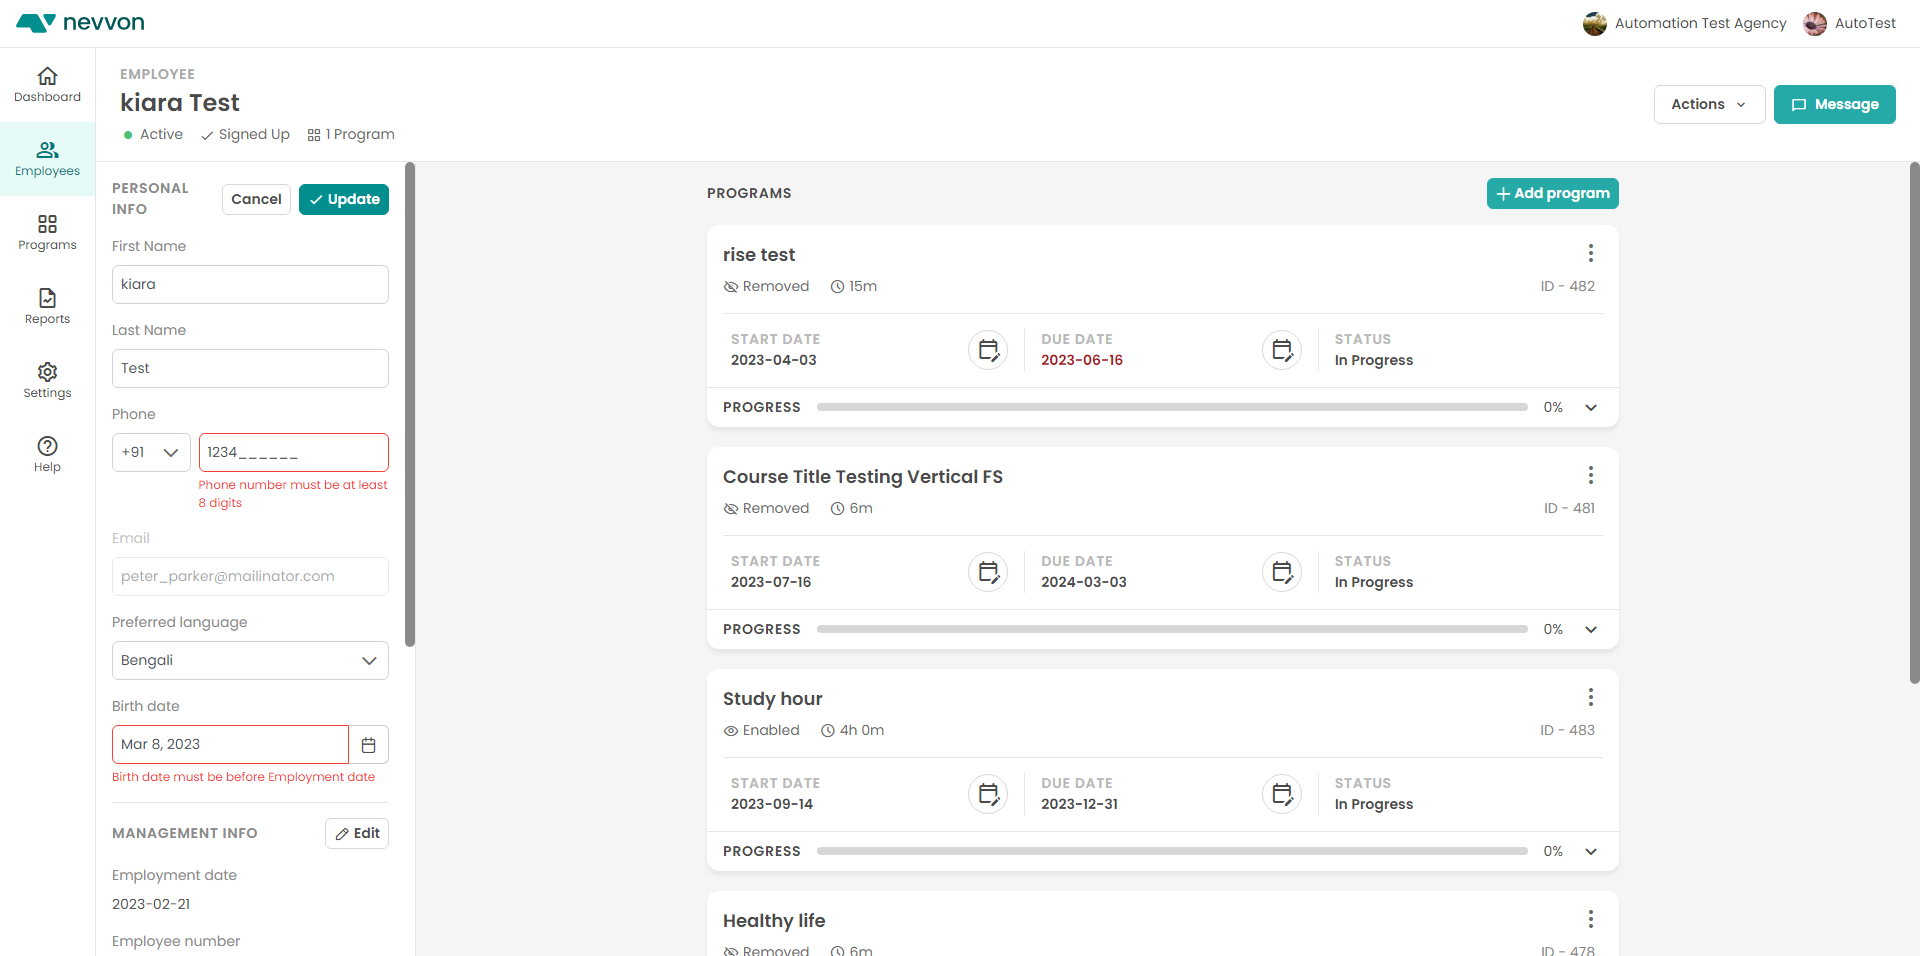 nevvon
Automation Test Agency
AutoTest
Dashboard
Employees
Programs
Reports
Settings
Help
EMPLOYEE
kiara Test
Active
Signed Up
1 Program
Actions
Message
PERSONAL
INFO
Cancel
Update
First Name
kiara
Last Name
Test
Phone
+91
1234______
Phone number must be at least
8 digits
Email
peter_parker@mailinator.com
Preferred language
Bengali
Birth date
Mar 8, 2023
Birth date must be before Employment date
MANAGEMENT INFO
Edit
Employment date
2023-02-21
Employee number
PROGRAMS
Add program
rise test
Removed
15m
ID - 482
START DATE
2023-04-03
DUE DATE
2023-06-16
STATUS
In Progress
PROGRESS
0%
Course Title Testing Vertical FS
Removed
6m
ID - 481
START DATE
2023-07-16
DUE DATE
2024-03-03
STATUS
In Progress
PROGRESS
0%
Study hour
Enabled
4h 0m
ID - 483
START DATE
2023-09-14
DUE DATE
2023-12-31
STATUS
In Progress
PROGRESS
0%
Healthy life
Removed
6m
ID - 478